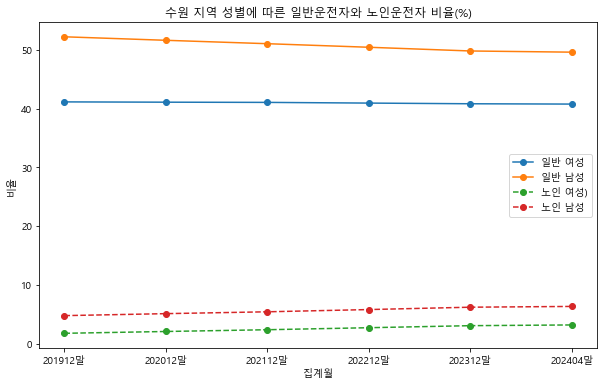 수원 지역 성별에 따른 일반운전자와 노인운전자 비율(%)
비율
50
40
30
20
10
0
일반 여성
일반 남성
노인 여성)
노인 남성
201912말 202012말 202112말 202212말 202312말 202404말
집계월